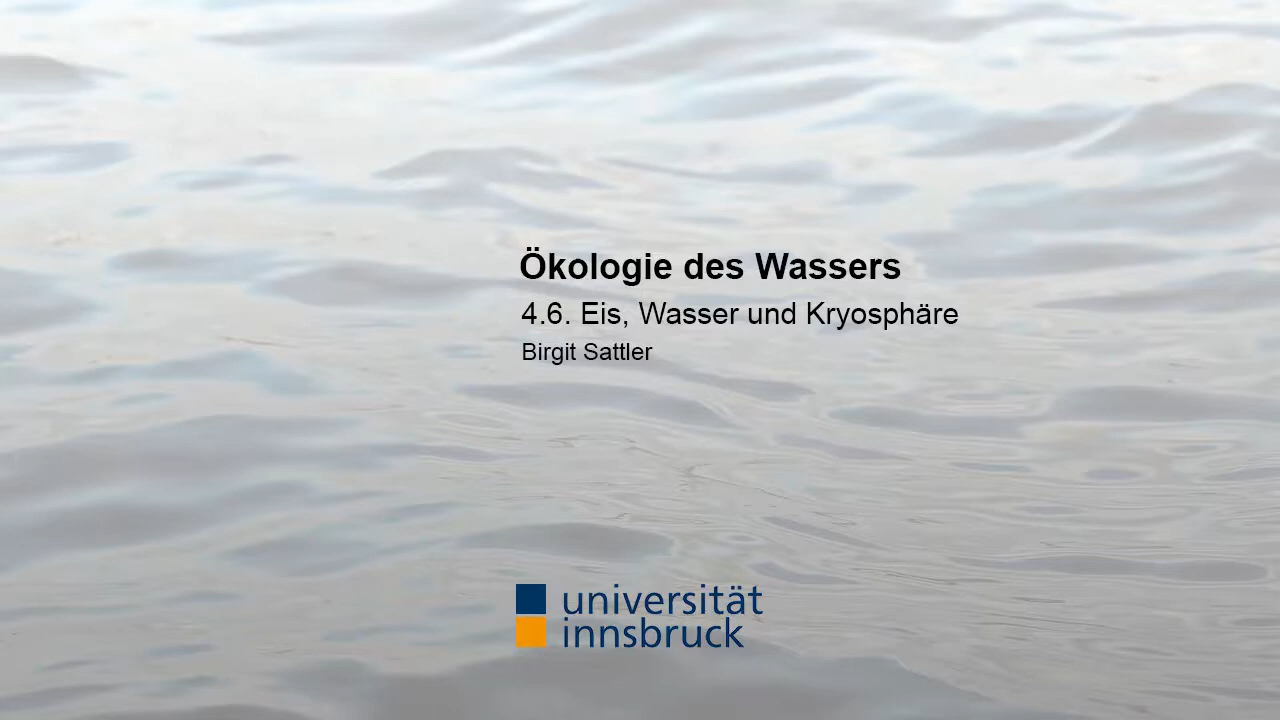 Ökologie des Wassers
4.6. Eis, Wasser und Kryosphäre
Birgit Sattler
universität
innsbruck